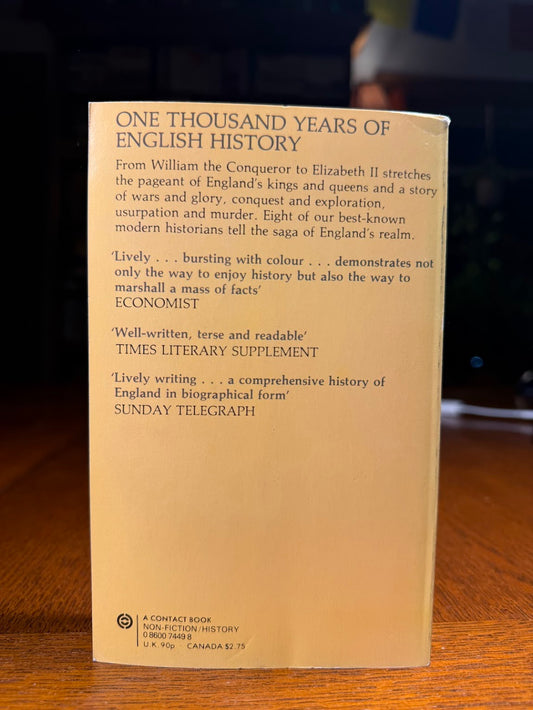 ONE THOUSAND YEARS OF
ENGLISH HISTORY
From William the Conqueror to Elizabeth II stretches
the pageant of England's kings and queens and a story
of wars and glory, conquest and exploration,
usurpation and murder. Eight of our best-known
modern historians tell the saga of England's realm.
'Lively . . . bursting with colour . . . demonstrates not
only the way to enjoy history but also the way to
marshall a mass of facts'
ECONOMIST
'Well-written, terse and readable'
TIMES LITERARY SUPPLEMENT
'Lively writing . . . a comprehensive history of
England in biographical form'
SUNDAY TELEGRAPH
A CONTACT BOOK
NON-FICTION/HISTORY
0 8600 7449 8
U.K. 90p · CANADA $2.75